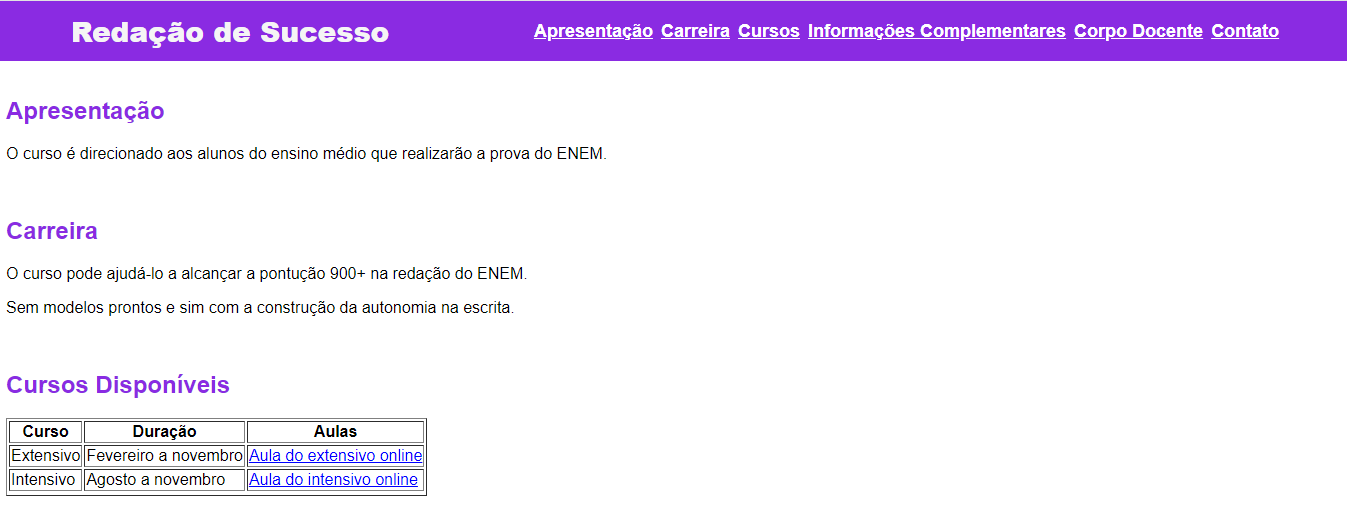 Redação de Sucesso
Apresentação Carreira Cursos Informações Complementares Corpo Docente Contato
Apresentação
O curso é direcionado aos alunos do ensino médio que realizarão a prova do ENEM.
Carreira
O curso pode ajudá-lo a alcançar a pontução 900+ na redação do ENEM.
Sem modelos prontos e sim com a construção da autonomia na escrita.
Cursos Disponíveis
Curso Duração Aulas
Extensivo Fevereiro a novembro Aula do extensivo online
Intensivo Agosto a novembro Aula do intensivo online